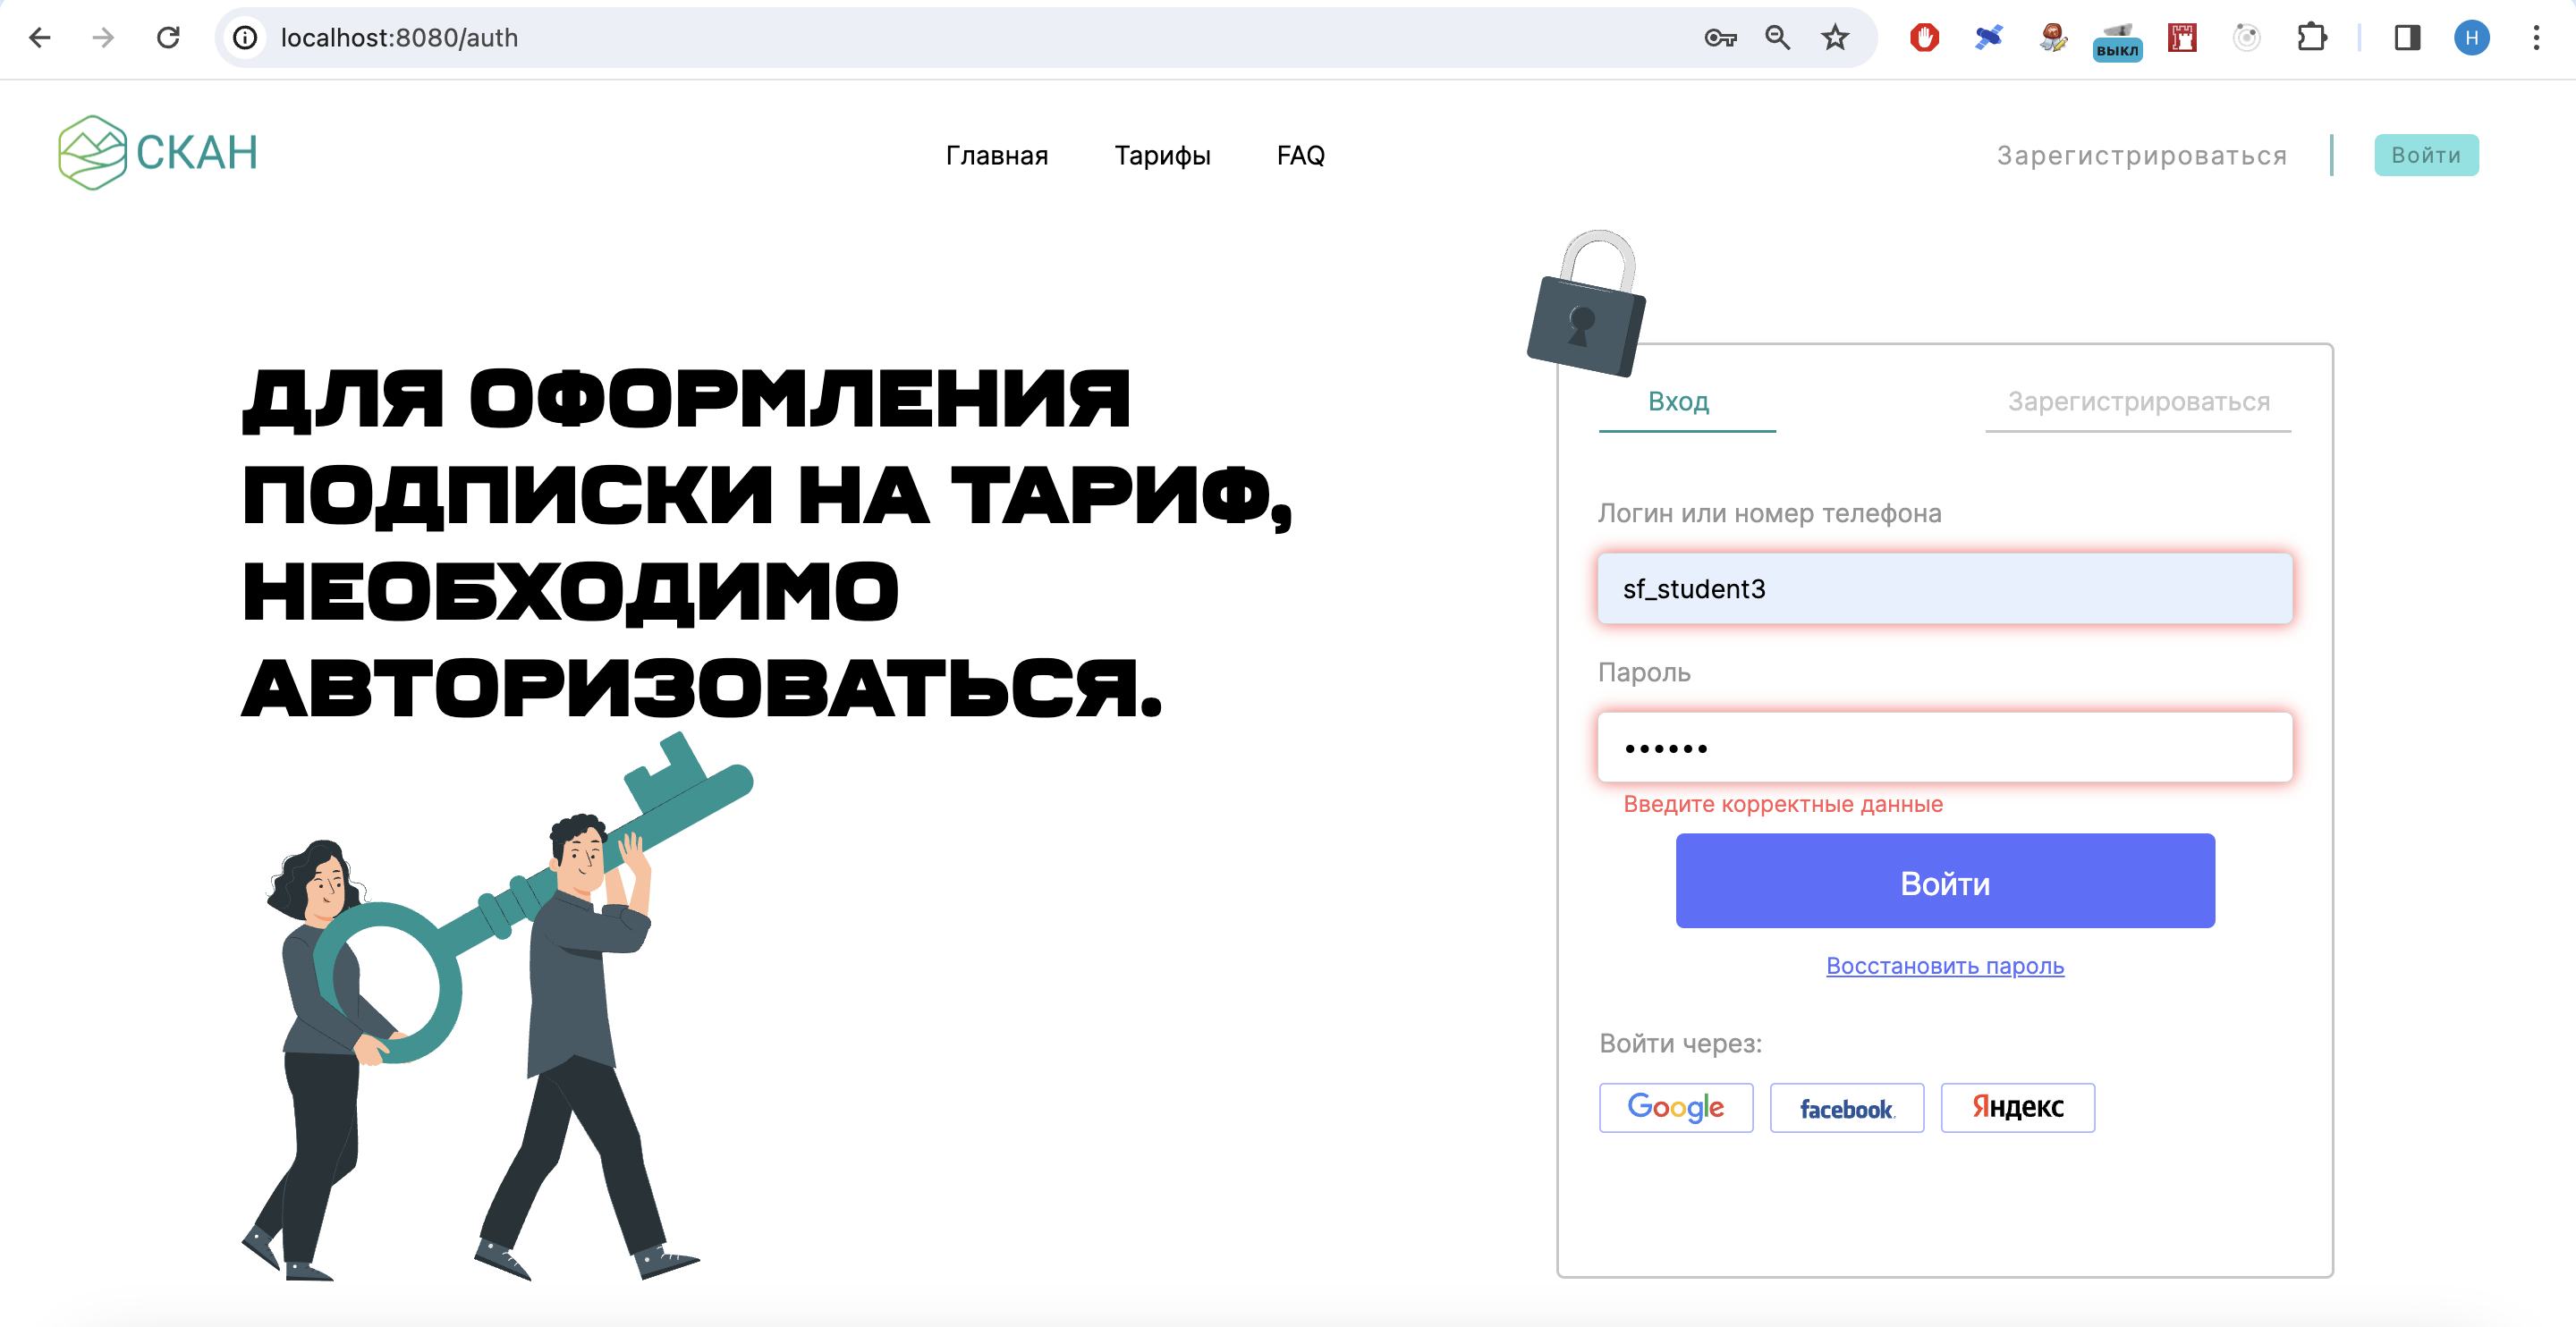 localhost:8080/auth
выкл
H
СКАН
Главная
Тарифы
FAQ
Зарегистрироваться
Войти
ДЛЯ ОФОРМЛЕНИЯ
ПОДПИСКИ НА ТАРИФ,
НЕОБХОДИМО
АВТОРИЗОВАТЬСЯ.
Вход
Зарегистрироваться
Логин или номер телефона
sf_student3
Пароль
••••••
Введите корректные данные
Войти
Восстановить пароль
Войти через:
Google
facebook.
Яндекс